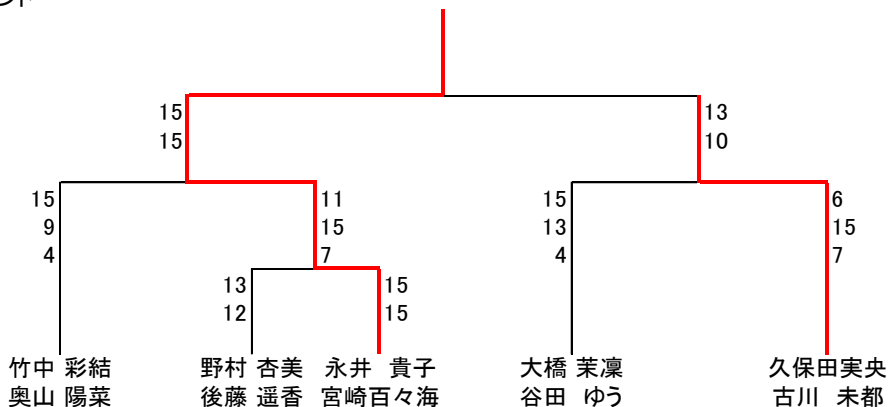 15 13
15 10
15 11 15 6
9 15 13 15
4 7 4 7
13 15
12 15
竹中 彩結 野村 杏美 永井 貴子 大橋 茉凜 久保田実央
奥山 陽菜 後藤 遥香 宮崎百々海 谷田 ゆう 古川 未都